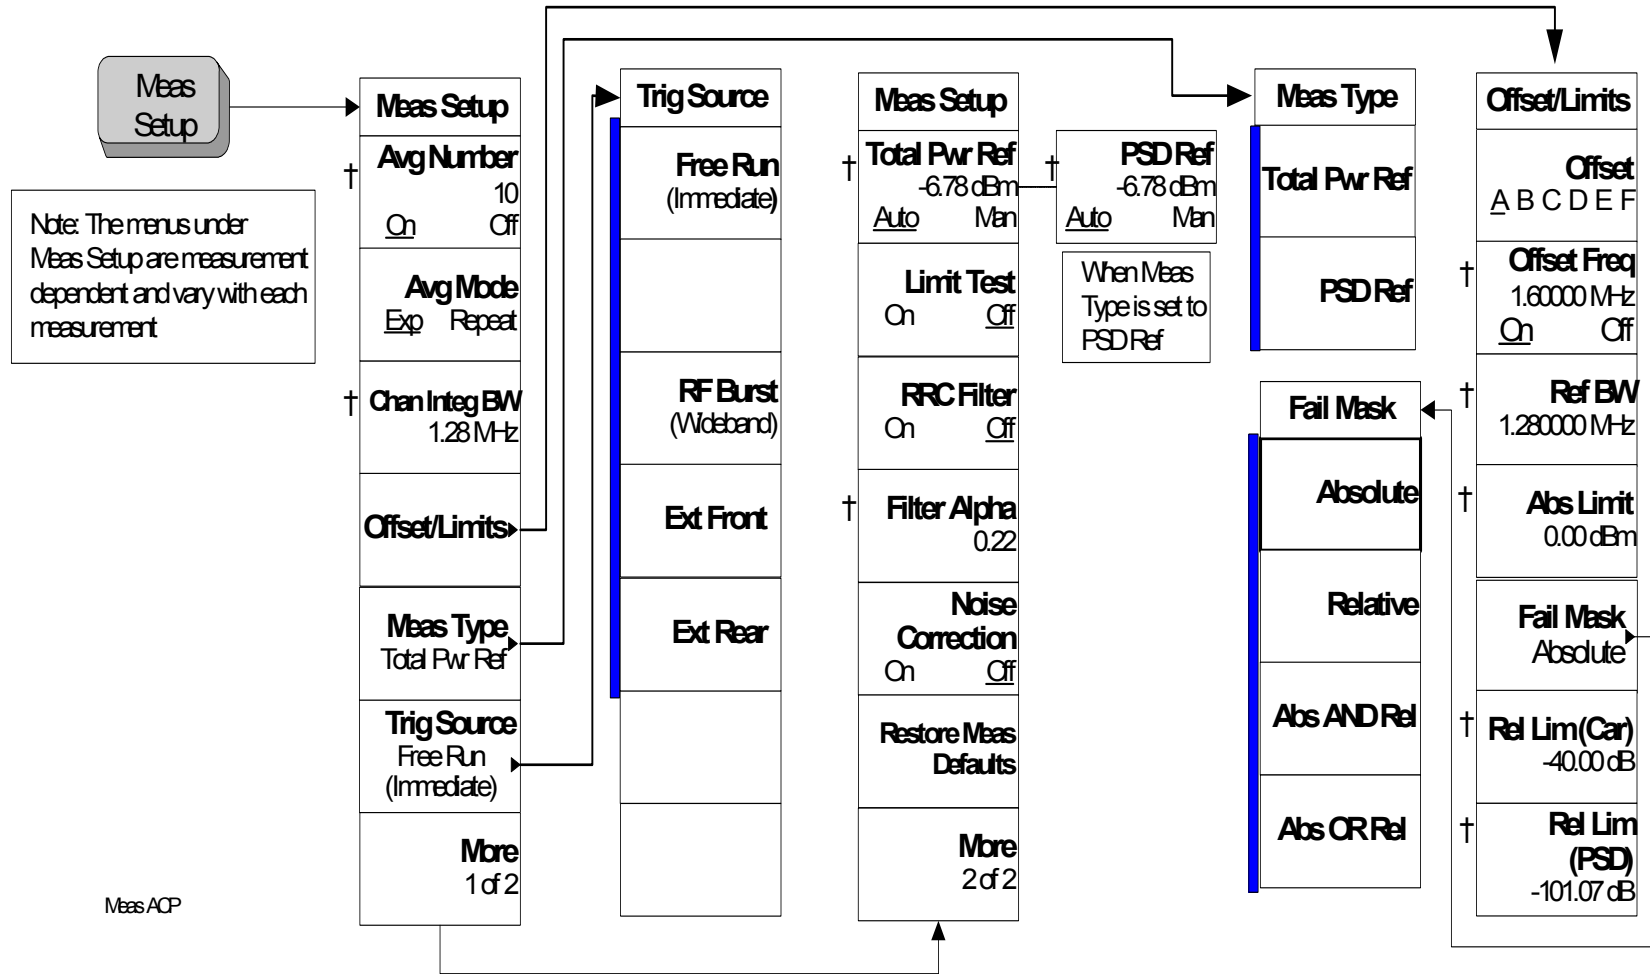 Meas
Setup
Note: The menus under
Meas Setup are measurement
dependent and vary with each
measurement
Meas ACP
Meas Setup
†
Avg Number
10
On Off
Avg Mode
Exp Repeat
†
Chan Integ BW
1.28 MHz
Offset/Limits
Meas Type
Total Pwr Ref
Trig Source
Free Run
(Immediate)
More
1 of 2
Trig Source
Free Run
(Immediate)
RF Burst
(Wideband)
Ext Front
Ext Rear
Meas Setup
†
Total Pwr Ref
-6.78 dBm
Auto Man
Limit Test
On Off
RRC Filter
On Off
†
Filter Alpha
0.22
Noise
Correction
On Off
Restore Meas
Defaults
More
2 of 2
†
PSD Ref
-6.78 dBm
Auto Man
When Meas
Type is set to
PSD Ref
Meas Type
Total Pwr Ref
PSD Ref
Fail Mask
Absolute
Relative
Abs AND Rel
Abs OR Rel
Offset/Limits
Offset
A B C D E F
†
Offset Freq
1.60000 MHz
On Off
†
Ref BW
1.280000 MHz
†
Abs Limit
0.00 dBm
Fail Mask
Absolute
†
Rel Lim (Car)
-40.00 dB
†
Rel Lim
(PSD)
-101.07 dB